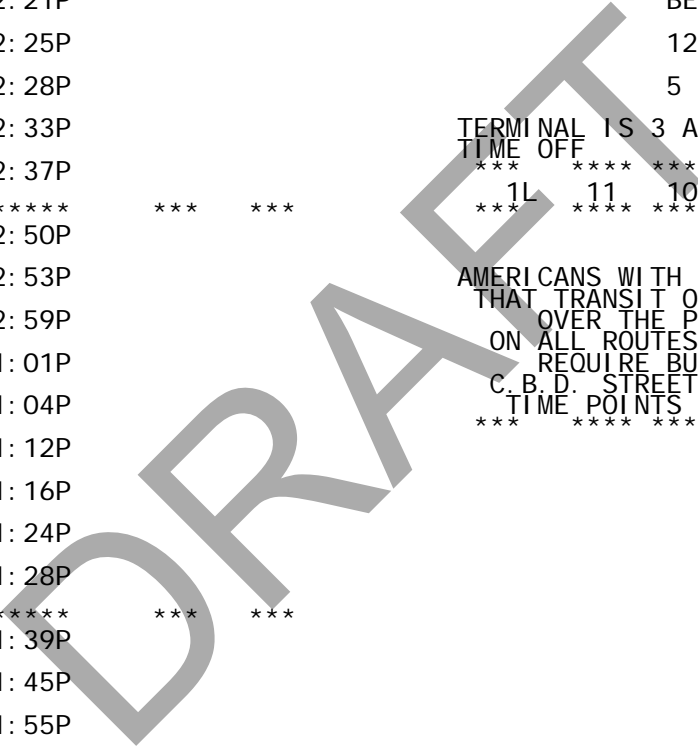 2:21P BE
2:25P 12
2:28P 5
2:33P TERMINAL IS 3 A
TIME OFF
2:37P *** **** ***
1L 11 10
***** *** *** *** **** ***
2:50P
2:53P AMERICANS WITH
THAT TRANSIT O
2:59P OVER THE P
ON ALL ROUTES
1:01P REQUIRE BU
C.B.D. STREET
1:04P TIME POINTS
*** **** ***
1:12P
1:16P
1:24P
1:28P
***** *** ***
1:39P
1:45P
1:55P
DRAFT